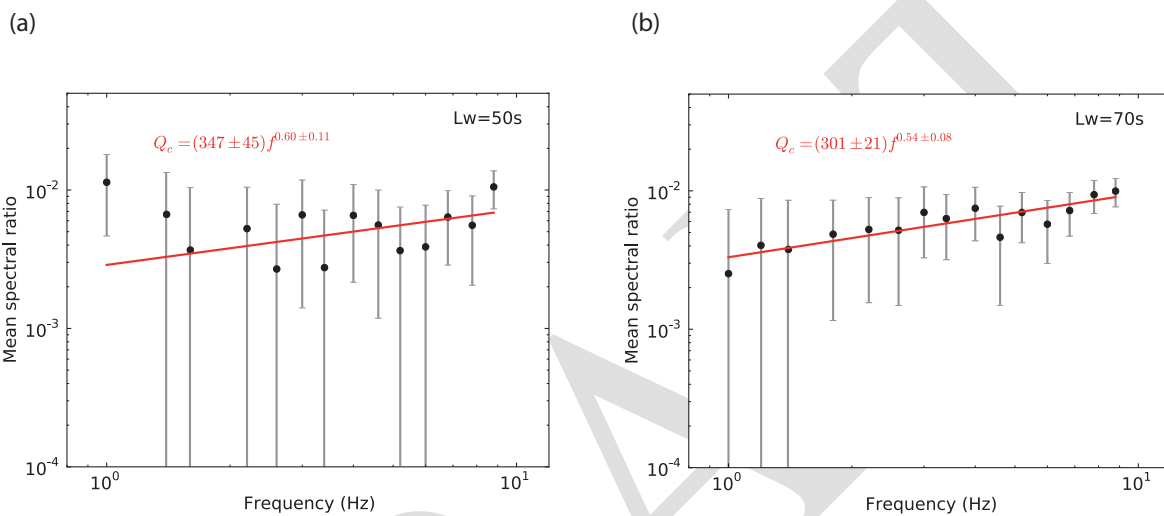 (a)
(b)
Lw=50s
Q_c=(347±45)f^{0.60±0.11}
10^{-2}
10^{-3}
10^{-4}
Mean spectral ratio
10^0
10^1
Frequency (Hz)
Lw=70s
Q_c=(301±21)f^{0.54±0.08}
10^{-2}
10^{-3}
10^{-4}
Mean spectral ratio
10^0
10^1
Frequency (Hz)